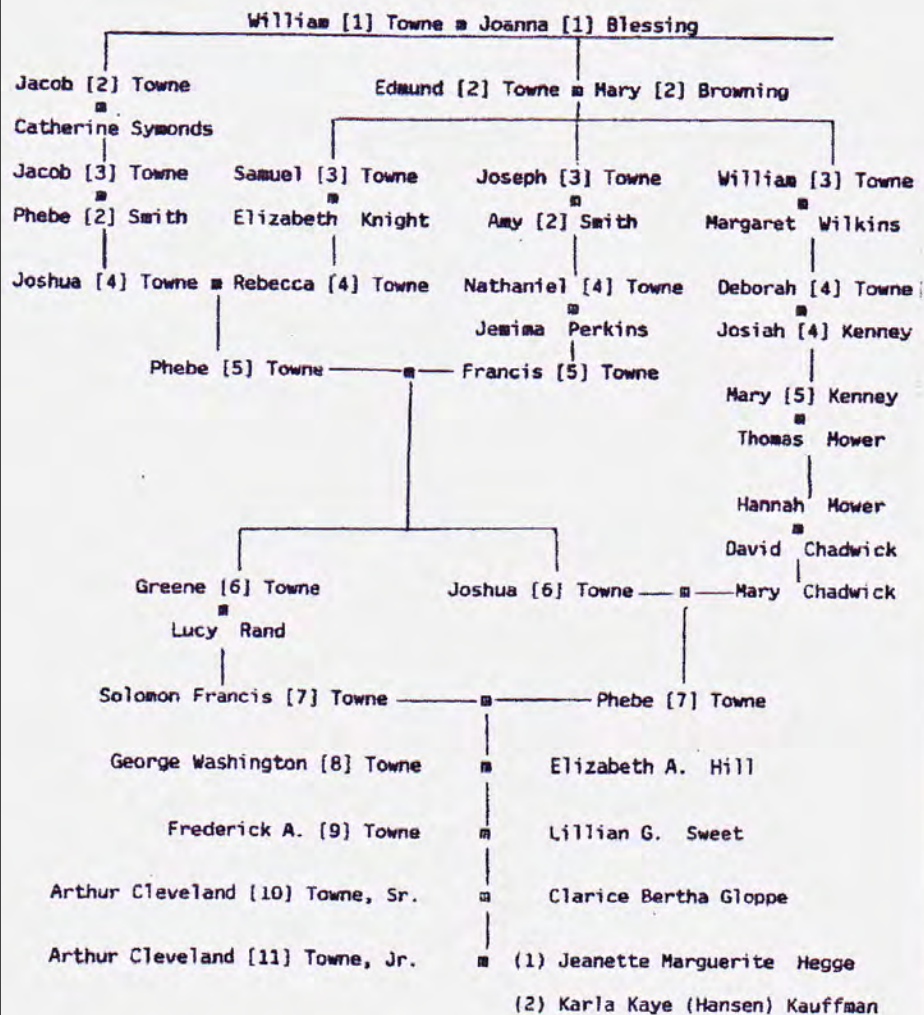 William [1] Towne = Joanna [1] Blessing
Jacob [2] Towne Edmund [2] Towne = Mary [2] Browning
=
Catherine Symonds
Jacob [3] Towne Samuel [3] Towne Joseph [3] Towne William [3] Towne
= = = =
Phebe [2] Smith Elizabeth Knight Amy [2] Smith Margaret Wilkins
Joshua [4] Towne = Rebecca [4] Towne Nathaniel [4] Towne Deborah [4] Towne
= =
Jemima Perkins Josiah [4] Kenney
Phebe [5] Towne = Francis [5] Towne
Mary [5] Kenney
=
Thomas Mower
Hannah Mower
=
David Chadwick
Greene [6] Towne Joshua [6] Towne = Mary Chadwick
=
Lucy Rand
Solomon Francis [7] Towne = Phebe [7] Towne
George Washington [8] Towne = Elizabeth A. Hill
Frederick A. [9] Towne = Lillian G. Sweet
Arthur Cleveland [10] Towne, Sr. = Clarice Bertha Gloppe
Arthur Cleveland [11] Towne, Jr. = (1) Jeanette Marguerite Hegge
(2) Karla Kaye (Hansen) Kauffman